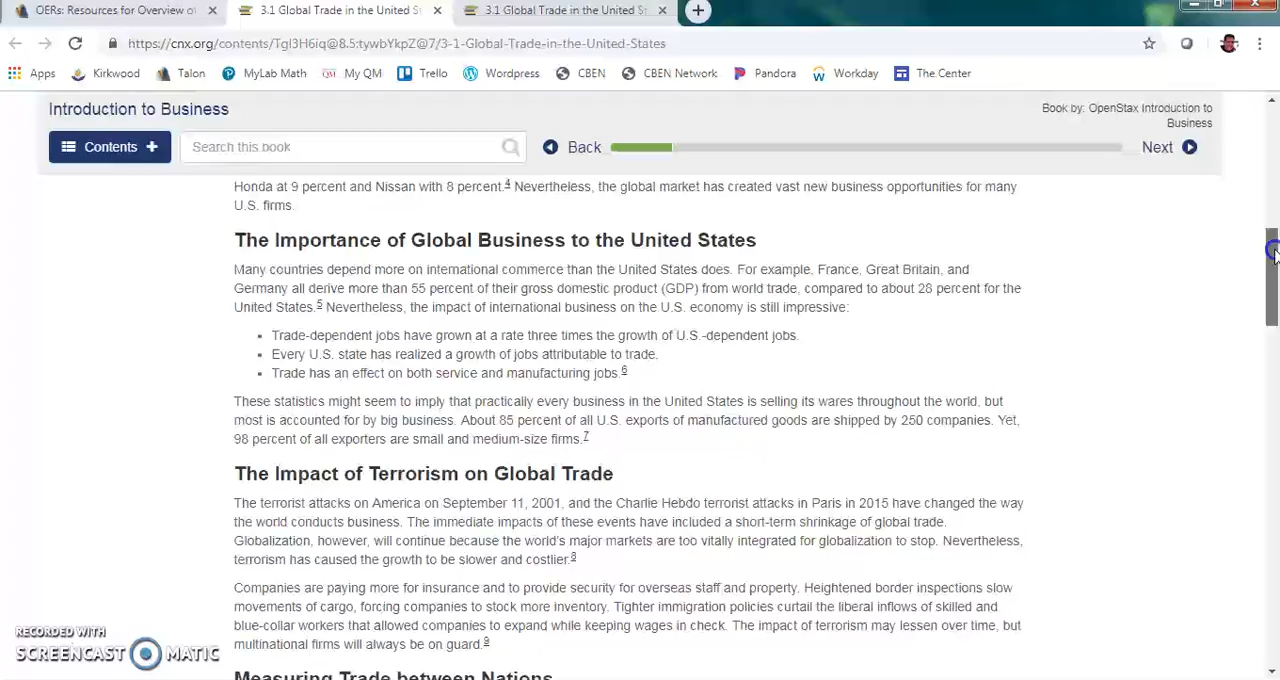 OERs: Resources for Overview o
3.1 Global Trade in the United S
3.1 Global Trade in the United St
https://cnx.org/contents/TgI3H6iq@8.5:tywbYkpZ@7/3-1-Global-Trade-in-the-United-States
Apps Kirkwood Talon MyLab Math My QM Trello Wordpress CBEN CBEN Network Pandora Workday The Center
Introduction to Business
Book by: OpenStax Introduction to
Business
Contents +
Search this book
Back
Next
Honda at 9 percent and Nissan with 8 percent.4 Nevertheless, the global market has created vast new business opportunities for many
U.S. firms.
The Importance of Global Business to the United States
Many countries depend more on international commerce than the United States does. For example, France, Great Britain, and
Germany all derive more than 55 percent of their gross domestic product (GDP) from world trade, compared to about 28 percent for the
United States.5 Nevertheless, the impact of international business on the U.S. economy is still impressive:
• Trade-dependent jobs have grown at a rate three times the growth of U.S.-dependent jobs.
• Every U.S. state has realized a growth of jobs attributable to trade.
• Trade has an effect on both service and manufacturing jobs.6
These statistics might seem to imply that practically every business in the United States is selling its wares throughout the world, but
most is accounted for by big business. About 85 percent of all U.S. exports of manufactured goods are shipped by 250 companies. Yet,
98 percent of all exporters are small and medium-size firms.7
The Impact of Terrorism on Global Trade
The terrorist attacks on America on September 11, 2001, and the Charlie Hebdo terrorist attacks in Paris in 2015 have changed the way
the world conducts business. The immediate impacts of these events have included a short-term shrinkage of global trade.
Globalization, however, will continue because the world's major markets are too vitally integrated for globalization to stop. Nevertheless,
terrorism has caused the growth to be slower and costlier.8
Companies are paying more for insurance and to provide security for overseas staff and property. Heightened border inspections slow
movements of cargo, forcing companies to stock more inventory. Tighter immigration policies curtail the liberal inflows of skilled and
blue-collar workers that allowed companies to expand while keeping wages in check. The impact of terrorism may lessen over time, but
multinational firms will always be on guard.9
Measuring Trade between Nations
RECORDED WITH
SCREENCAST MATIC